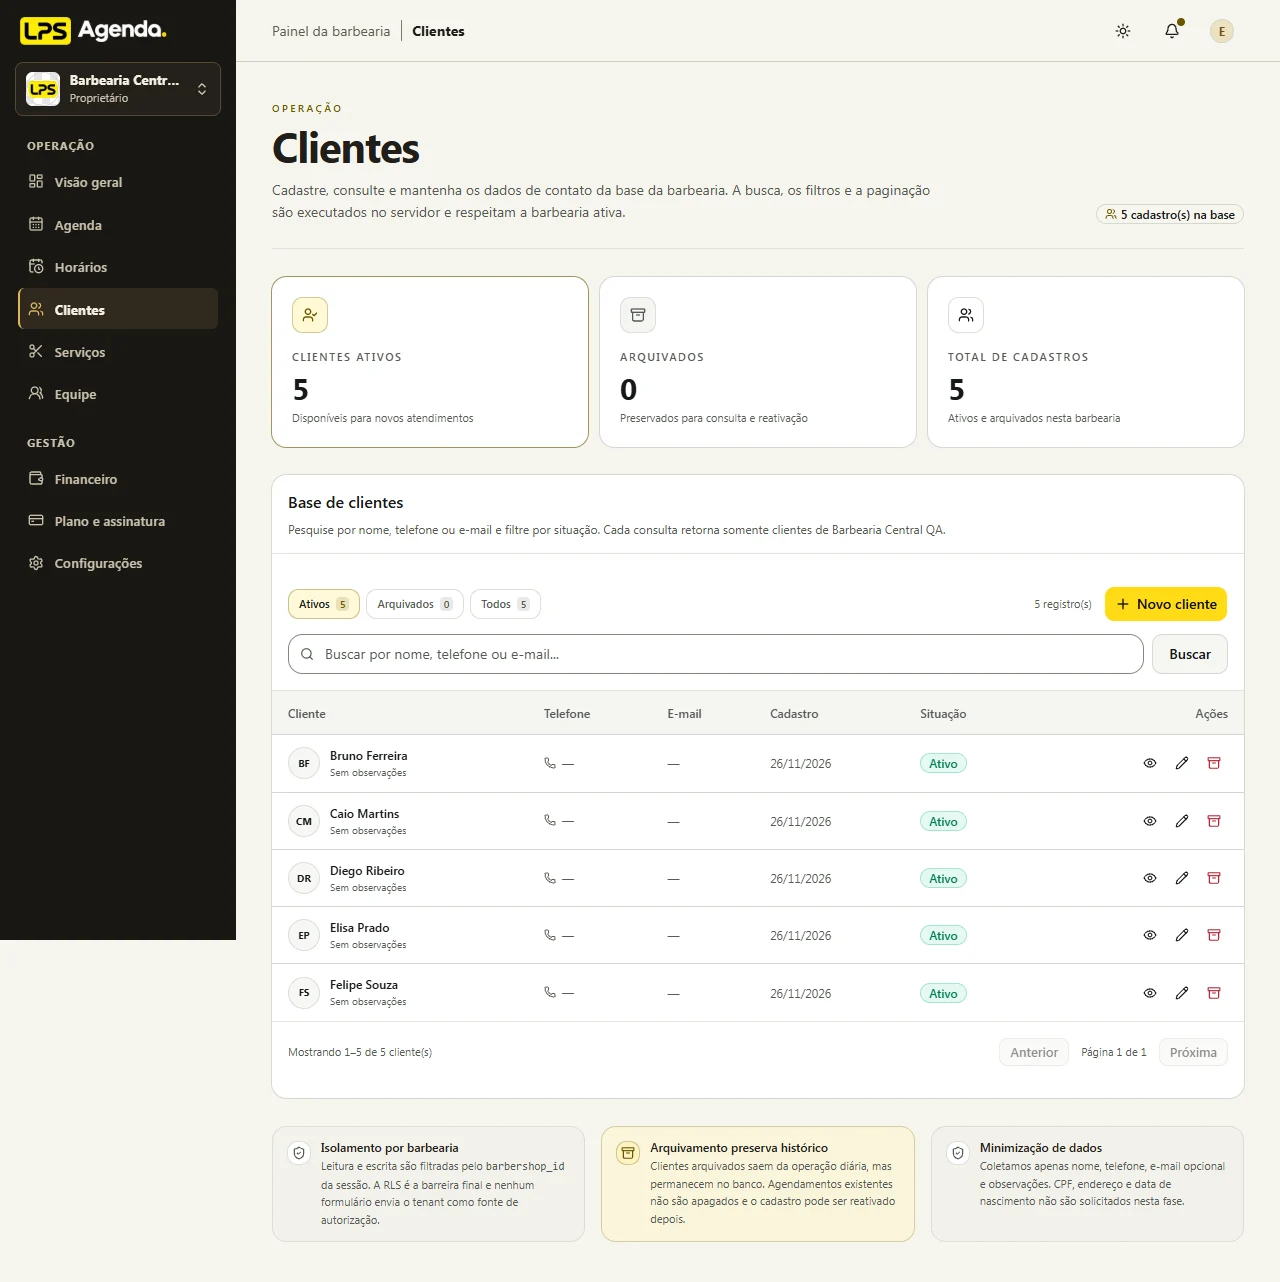 LPS Agenda.
Barbearia Centr...
Proprietário
LPS
OPERAÇÃO
Visão geral
Agenda
Horários
Clientes
Serviços
Equipe
GESTÃO
Financeiro
Plano e assinatura
Configurações
Painel da barbearia
Clientes
E
OPERAÇÃO
Clientes
Cadastre, consulte e mantenha os dados de contato da base da barbearia. A busca, os filtros e a paginação
são executados no servidor e respeitam a barbearia ativa.
5 cadastro(s) na base
CLIENTES ATIVOS
5
Disponíveis para novos atendimentos
ARQUIVADOS
0
Preservados para consulta e reativação
TOTAL DE CADASTROS
5
Ativos e arquivados nesta barbearia
Base de clientes
Pesquise por nome, telefone ou e-mail e filtre por situação. Cada consulta retorna somente clientes de Barbearia Central QA.
Ativos 5
Arquivados 0
Todos 5
5 registro(s)
+ Novo cliente
Buscar por nome, telefone ou e-mail...
Buscar
Cliente Telefone E-mail Cadastro Situação Ações
BF Bruno Ferreira — — 26/11/2026 Ativo
Sem observações
CM Caio Martins — — 26/11/2026 Ativo
Sem observações
DR Diego Ribeiro — — 26/11/2026 Ativo
Sem observações
EP Elisa Prado — — 26/11/2026 Ativo
Sem observações
FS Felipe Souza — — 26/11/2026 Ativo
Sem observações
Mostrando 1–5 de 5 cliente(s)
Anterior
Página 1 de 1
Próxima
Isolamento por barbearia
Leitura e escrita são filtradas pelo barbershop_id
da sessão. A RLS é a barreira final e nenhum
formulário envia o tenant como fonte de
autorização.
Arquivamento preserva histórico
Clientes arquivados saem da operação diária, mas
permanecem no banco. Agendamentos existentes
não são apagados e o cadastro pode ser reativado
depois.
Minimização de dados
Coletamos apenas nome, telefone, e-mail opcional
e observações. CPF, endereço e data de
nascimento não são solicitados nesta fase.